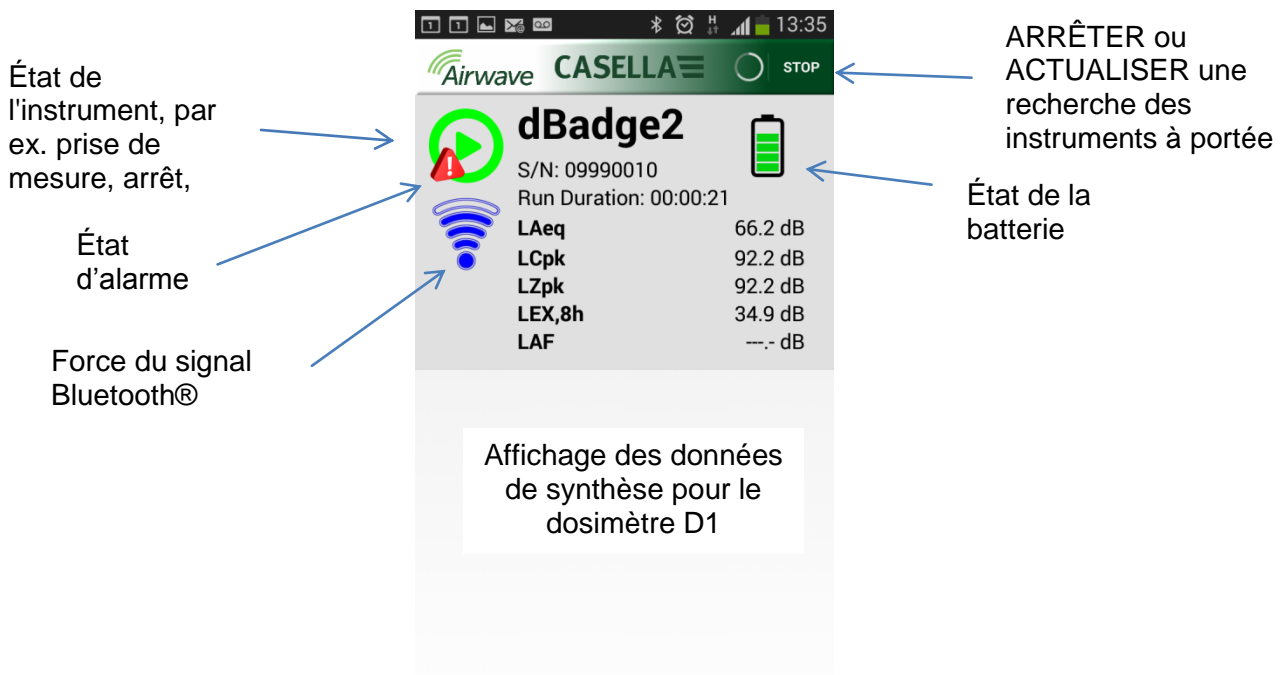 13:35
Airwave CASELLA STOP
dBadge2
S/N: 09990010
Run Duration: 00:00:21
LAeq 66.2 dB
LCpk 92.2 dB
LZpk 92.2 dB
LEX,8h 34.9 dB
LAF ---.- dB
Affichage des données
de synthèse pour le
dosimètre D1
État de
l'instrument, par
ex. prise de
mesure, arrêt,
État
d’alarme
Force du signal
Bluetooth®
ARRÊTER ou
ACTUALISER une
recherche des
instruments à portée
État de la
batterie